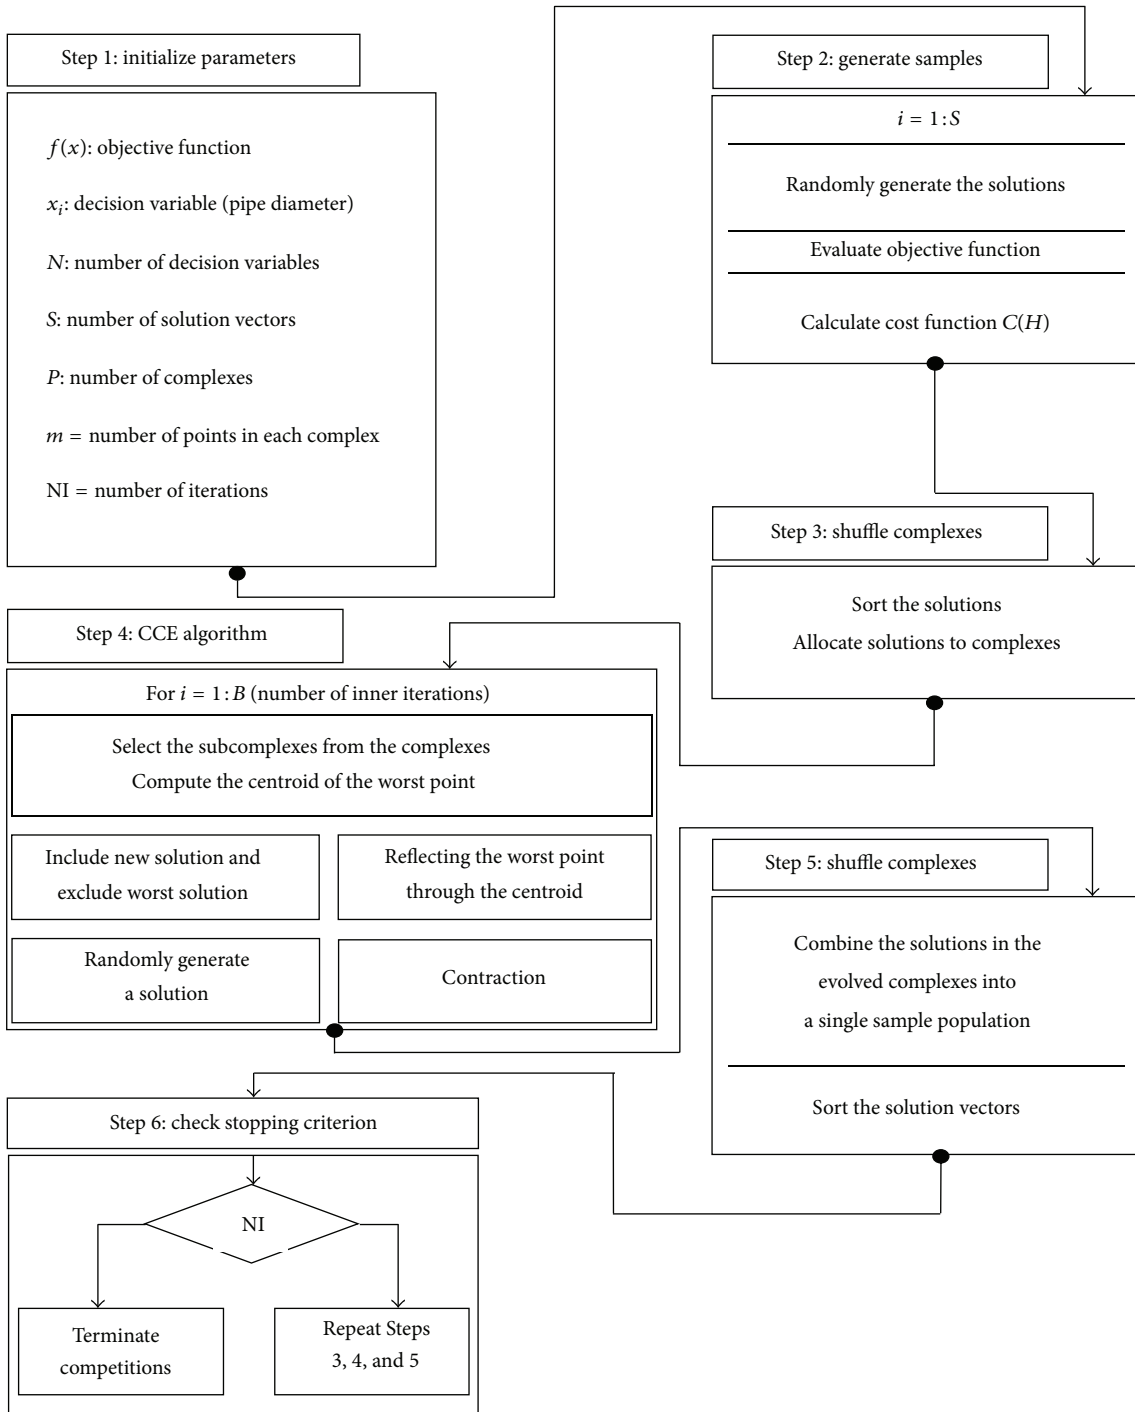 Step 1: initialize parameters
f(x): objective function
x_i: decision variable (pipe diameter)
N: number of decision variables
S: number of solution vectors
P: number of complexes
m = number of points in each complex
NI = number of iterations
Step 2: generate samples
i = 1 : S
Randomly generate the solutions
Evaluate objective function
Calculate cost function C(H)
Step 3: shuffle complexes
Sort the solutions
Allocate solutions to complexes
Step 4: CCE algorithm
For i = 1 : B (number of inner iterations)
Select the subcomplexes from the complexes
Compute the centroid of the worst point
Include new solution and
exclude worst solution
Reflecting the worst point
through the centroid
Randomly generate
a solution
Contraction
Step 5: shuffle complexes
Combine the solutions in the
evolved complexes into
a single sample population
Sort the solution vectors
Step 6: check stopping criterion
NI
Terminate
competitions
Repeat Steps
3, 4, and 5